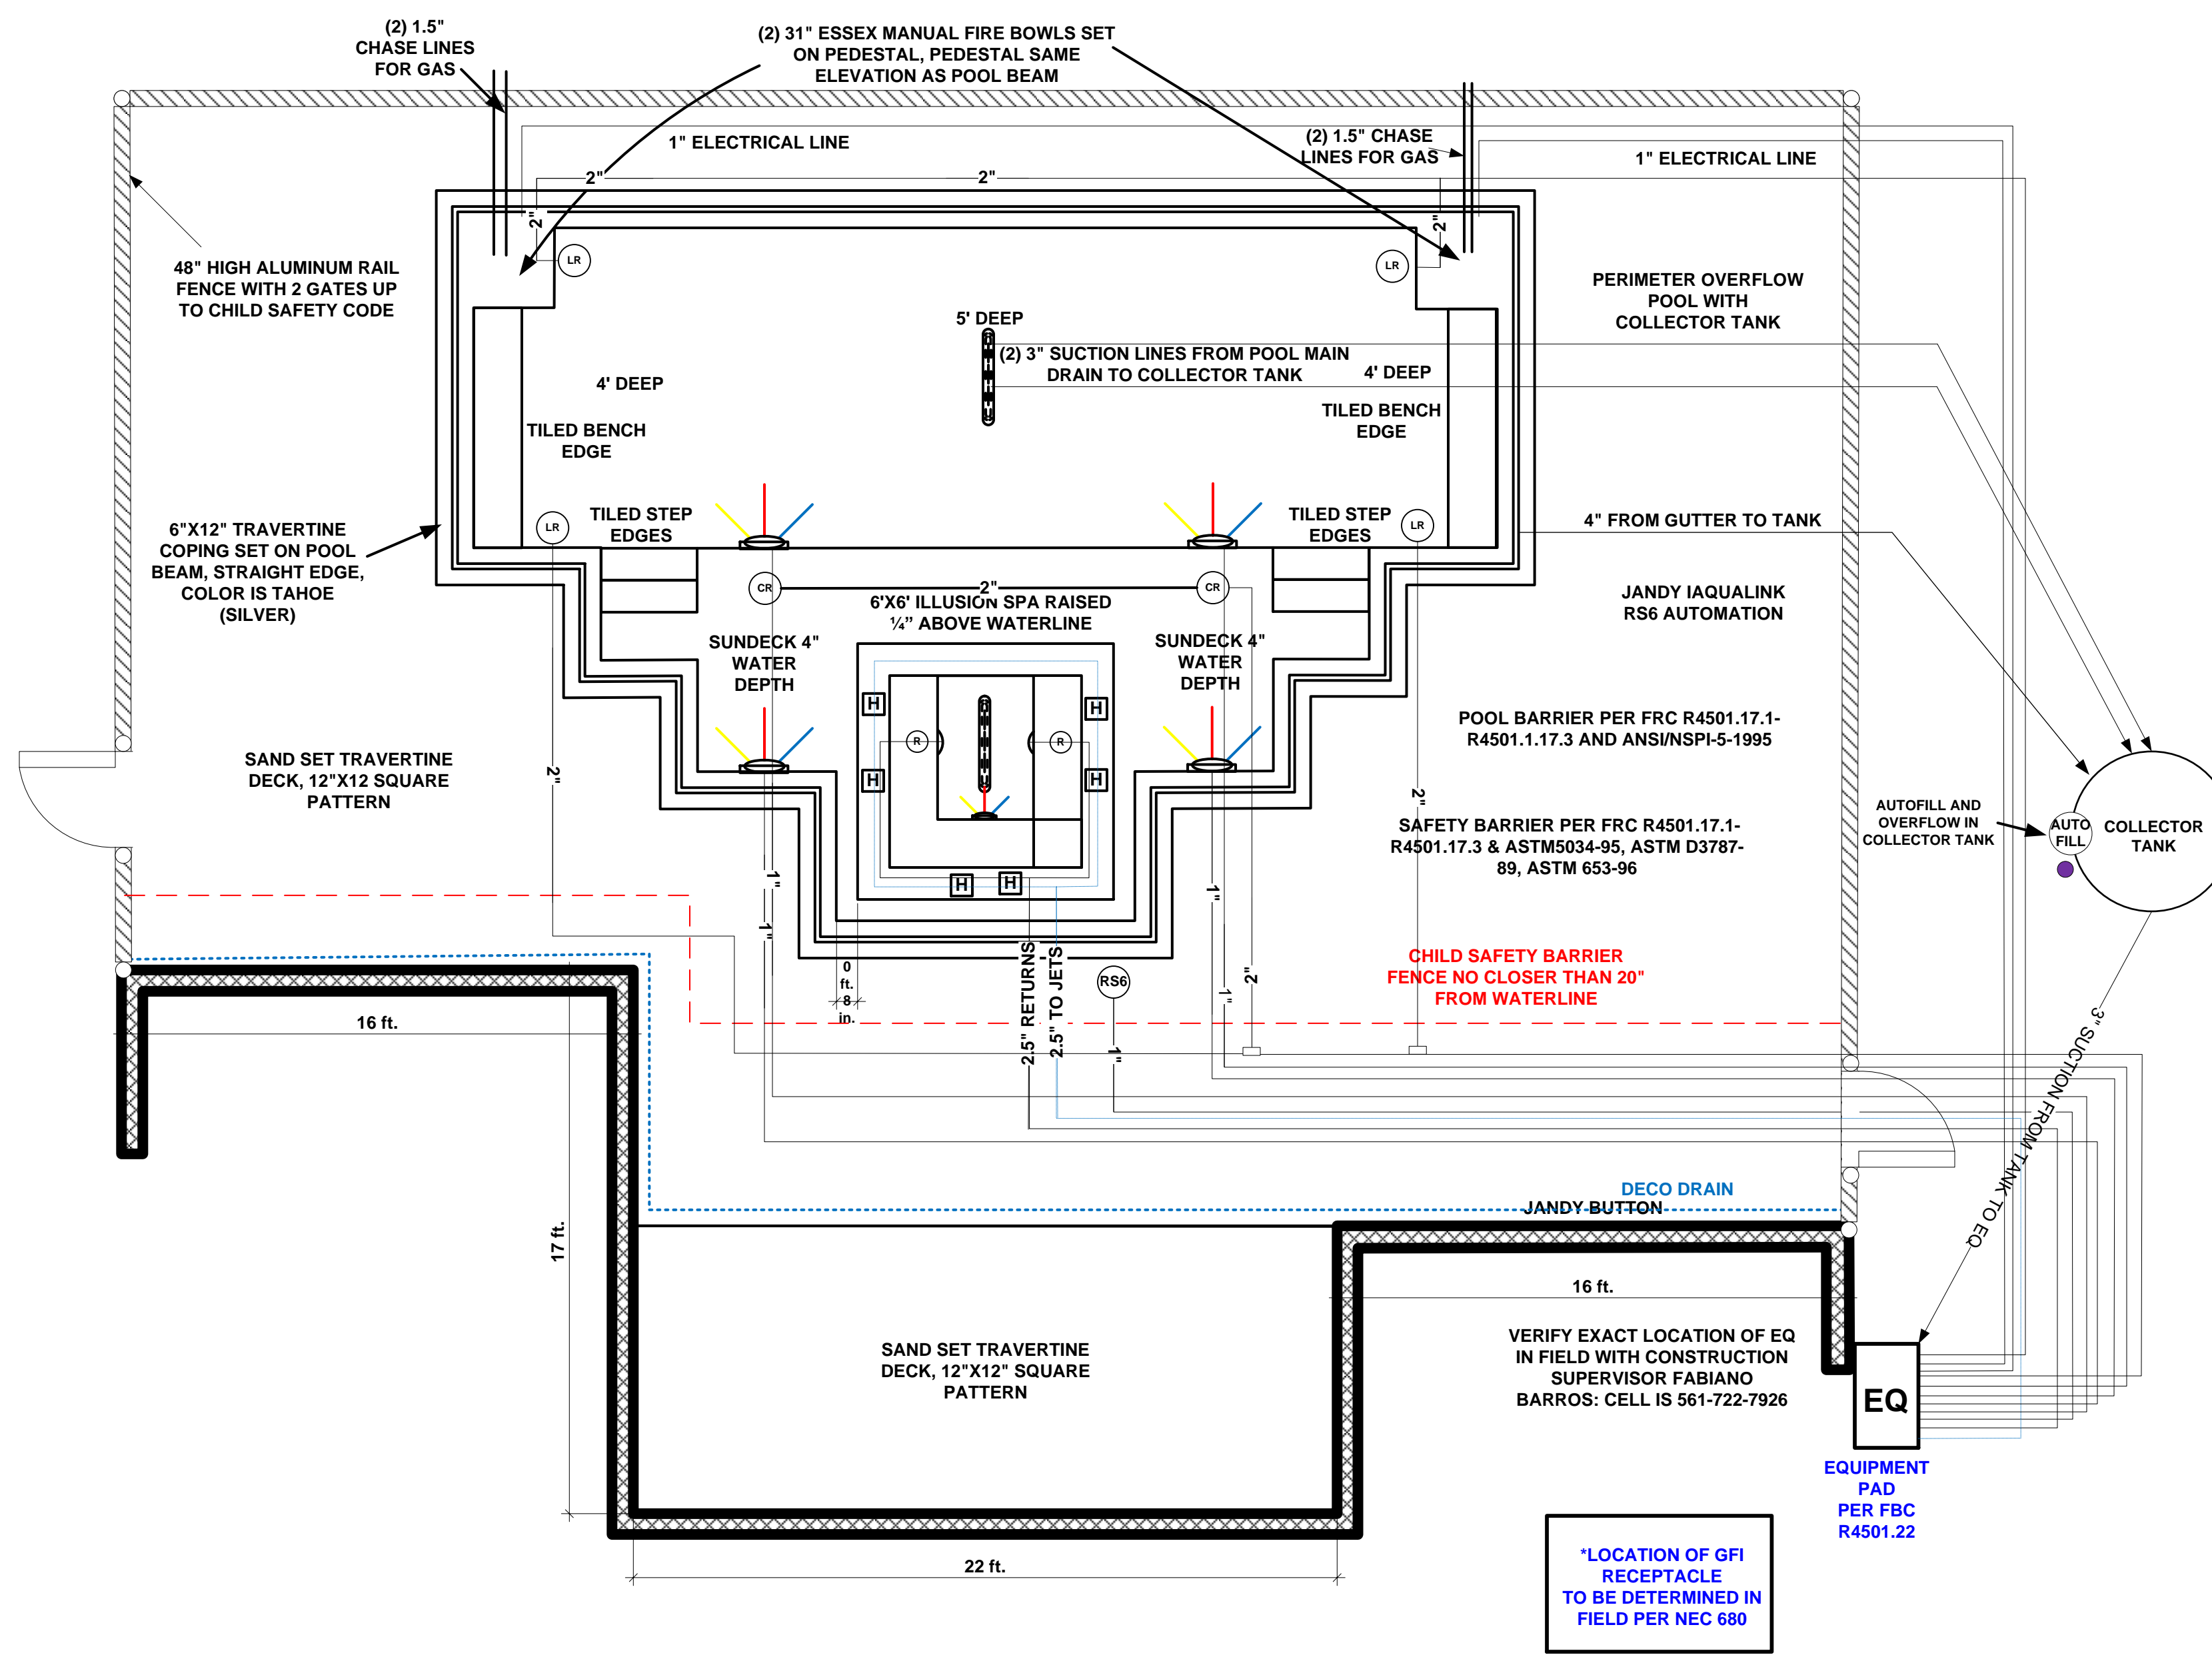 (2) 1.5"
CHASE LINES
FOR GAS
(2) 31" ESSEX MANUAL FIRE BOWLS SET
ON PEDESTAL, PEDESTAL SAME
ELEVATION AS POOL BEAM
1" ELECTRICAL LINE
(2) 1.5" CHASE
LINES FOR GAS
1" ELECTRICAL LINE
2"
2"
2"
2"
LR
LR
48" HIGH ALUMINUM RAIL
FENCE WITH 2 GATES UP
TO CHILD SAFETY CODE
PERIMETER OVERFLOW
POOL WITH
COLLECTOR TANK
5' DEEP
(2) 3" SUCTION LINES FROM POOL MAIN
DRAIN TO COLLECTOR TANK
4' DEEP
4' DEEP
TILED BENCH
EDGE
TILED BENCH
EDGE
6"X12" TRAVERTINE
COPING SET ON POOL
BEAM, STRAIGHT EDGE,
COLOR IS TAHOE
(SILVER)
LR
TILED STEP
EDGES
TILED STEP
EDGES
LR
4" FROM GUTTER TO TANK
CR
2"
CR
6'X6' ILLUSION SPA RAISED
¼” ABOVE WATERLINE
JANDY IAQUALINK
RS6 AUTOMATION
SUNDECK 4"
WATER
DEPTH
SUNDECK 4"
WATER
DEPTH
H
H
H
H
H
H
R
R
POOL BARRIER PER FRC R4501.17.1-
R4501.1.17.3 AND ANSI/NSPI-5-1995
SAND SET TRAVERTINE
DECK, 12"X12 SQUARE
PATTERN
2"
2"
SAFETY BARRIER PER FRC R4501.17.1-
R4501.17.3 & ASTM5034-95, ASTM D3787-
89, ASTM 653-96
AUTOFILL AND
OVERFLOW IN
COLLECTOR TANK
AUTO
FILL
COLLECTOR
TANK
1"
1"
1"
1"
2"
0
ft.
8
in.
2.5" RETURNS
2.5" TO JETS
RS6
1"
CHILD SAFETY BARRIER
FENCE NO CLOSER THAN 20"
FROM WATERLINE
16 ft.
3" SUCTION FROM TANK TO EQ
DECO DRAIN
JANDY BUTTON
17 ft.
16 ft.
SAND SET TRAVERTINE
DECK, 12"X12" SQUARE
PATTERN
VERIFY EXACT LOCATION OF EQ
IN FIELD WITH CONSTRUCTION
SUPERVISOR FABIANO
BARROS: CELL IS 561-722-7926
EQ
EQUIPMENT
PAD
PER FBC
R4501.22
22 ft.
*LOCATION OF GFI
RECEPTACLE
TO BE DETERMINED IN
FIELD PER NEC 680